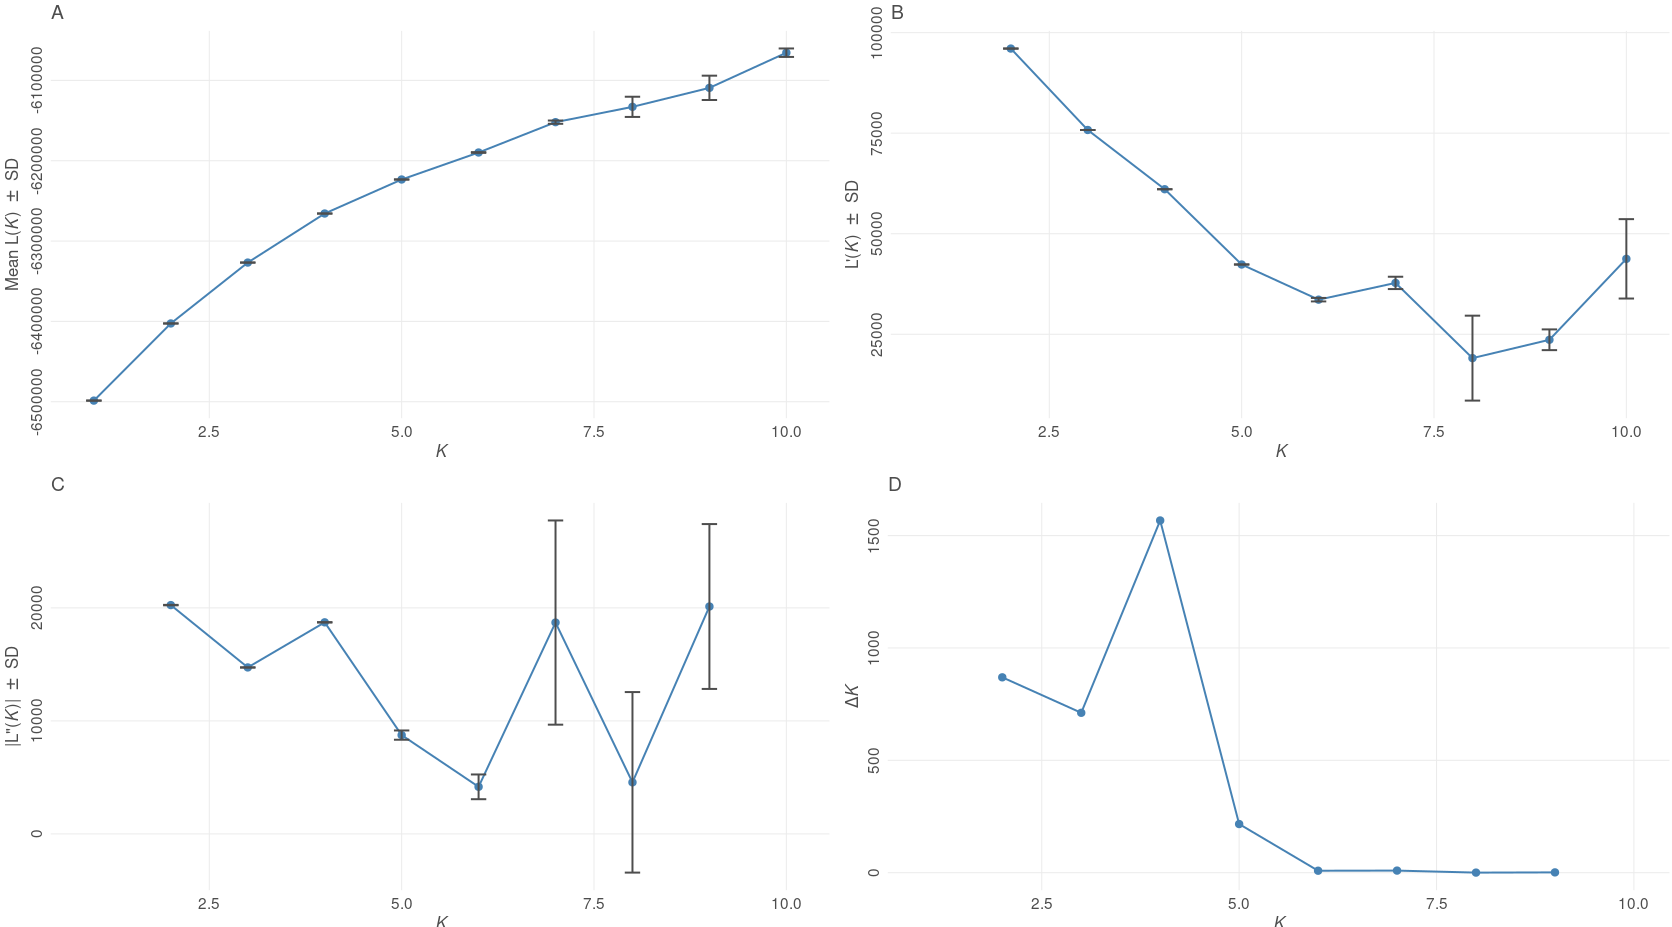 A
Mean L(K) ± SD
-6100000
-6200000
-6300000
-6400000
-6500000
2.5
5.0
7.5
10.0
K
B
L'(K) ± SD
100000
75000
50000
25000
2.5
5.0
7.5
10.0
K
C
|L"(K)| ± SD
20000
10000
0
2.5
5.0
7.5
10.0
K
D
ΔK
1500
1000
500
0
2.5
5.0
7.5
10.0
K